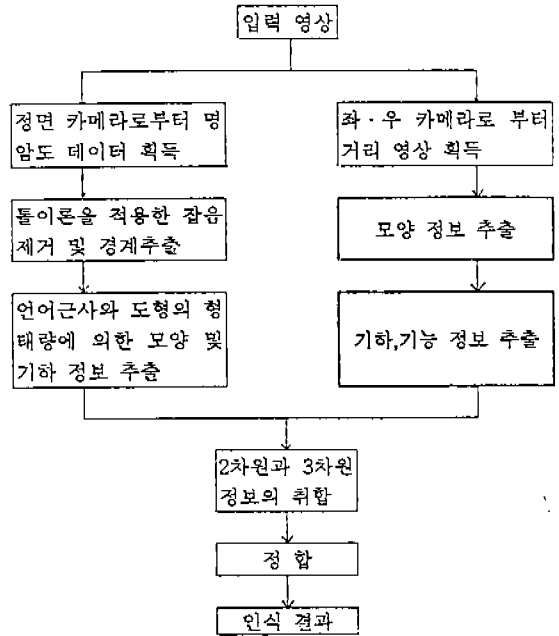 입력 영상
정면 카메라로부터 명
암도 데이터 획득
톨이론을 적용한 잡음
제거 및 경계추출
언어근사와 도형의 형
태량에 의한 모양 및
기하 정보 추출
좌·우 카메라로 부터
거리 영상 획득
모양 정보 추출
기하,기능 정보 추출
2차원과 3차원
정보의 취합
정 합
인식 결과